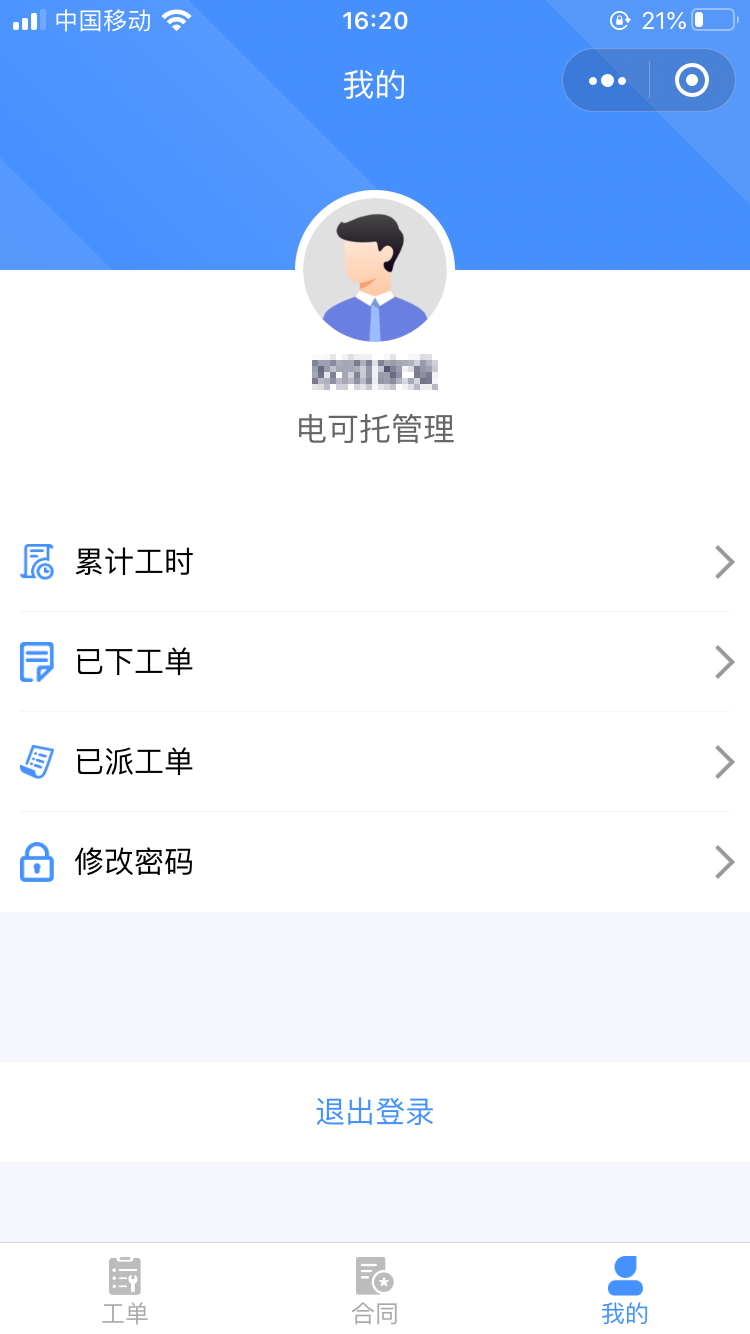 中国移动 16:20 21%
我的
电可托管理
累计工时
已下工单
已派工单
修改密码
退出登录
工单 合同 我的